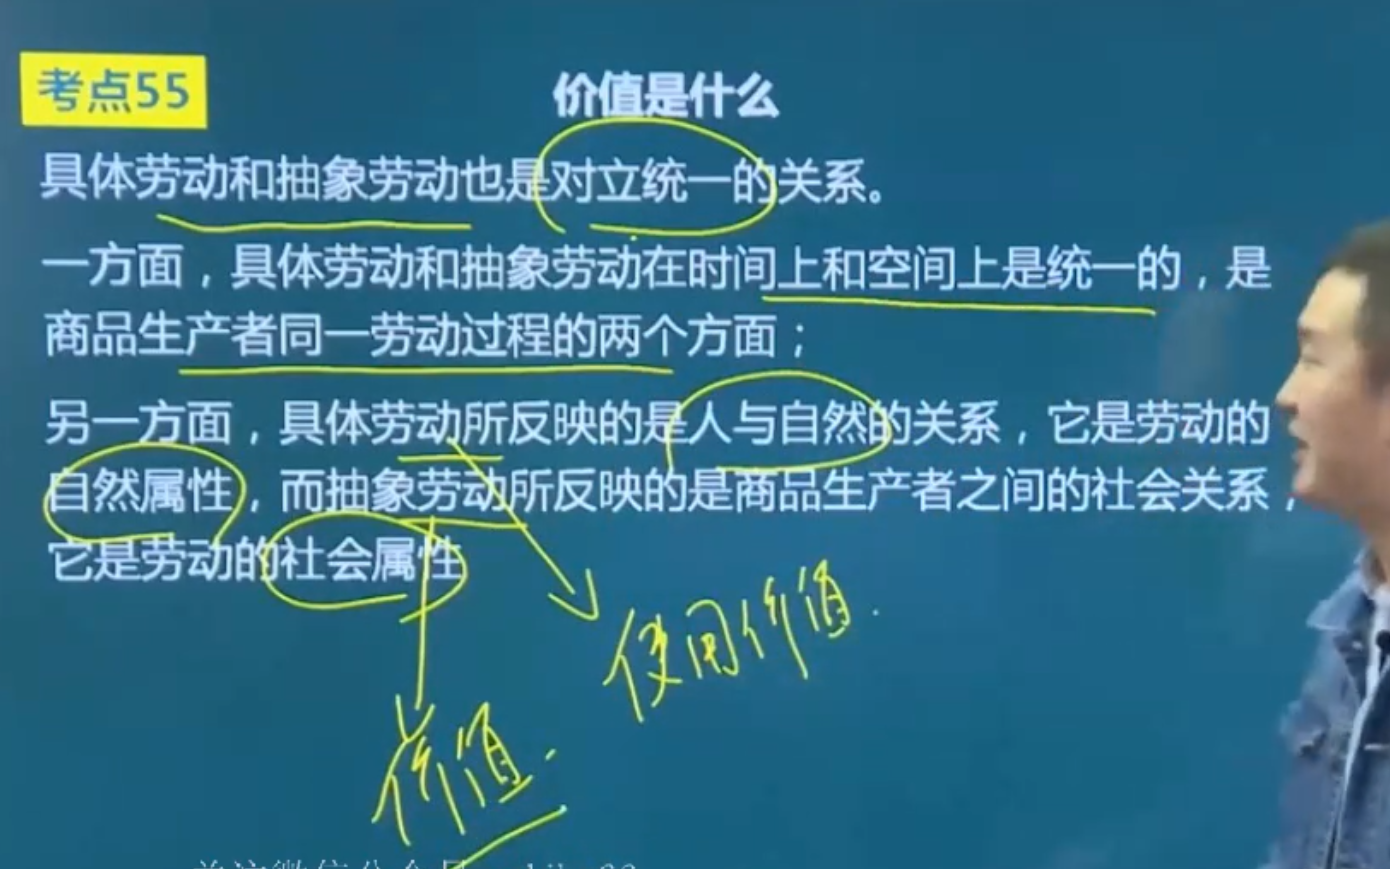 考点55
价值是什么
具体劳动和抽象劳动也是对立统一的关系。
一方面，具体劳动和抽象劳动在时间上和空间上是统一的，是
商品生产者同一劳动过程的两个方面；
另一方面，具体劳动所反映的是人与自然的关系，它是劳动的
自然属性，而抽象劳动所反映的是商品生产者之间的社会关系，
它是劳动的社会属性
使用价值.
价值.